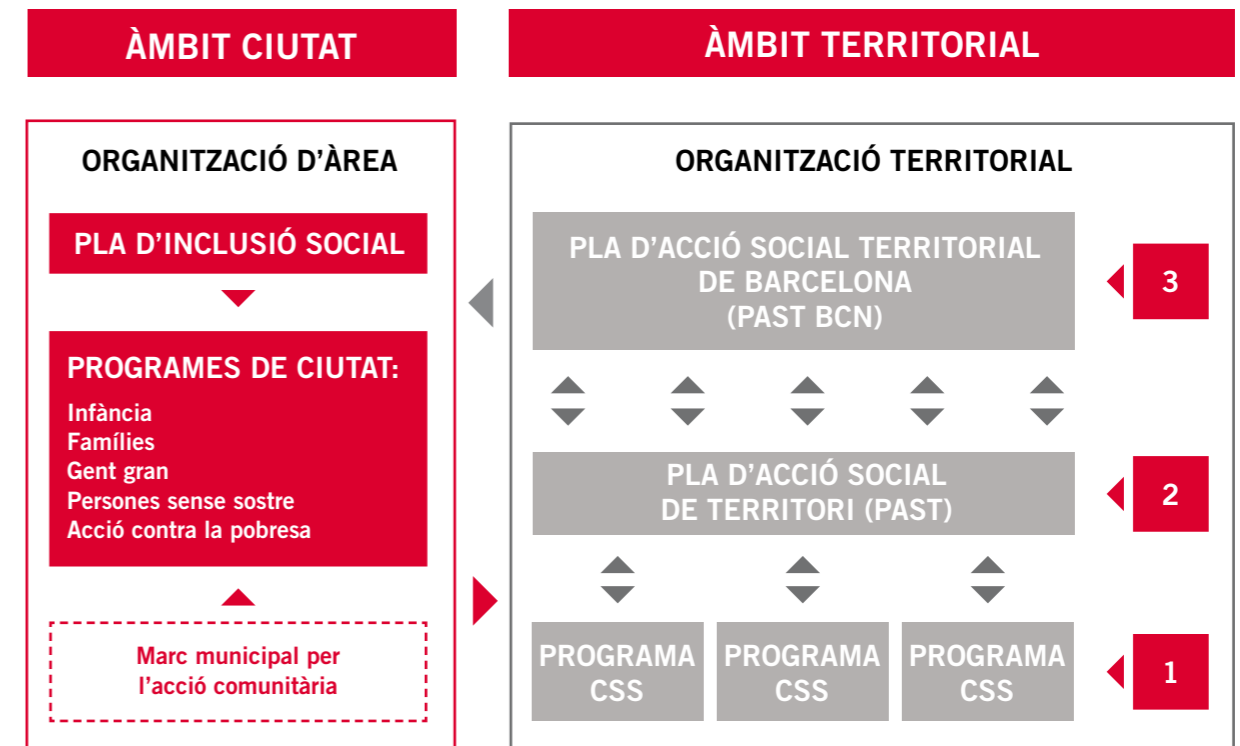 ÀMBIT CIUTAT
ORGANITZACIÓ D'ÀREA
PLA D'INCLUSIÓ SOCIAL
PROGRAMES DE CIUTAT:
Infància
Famílies
Gent gran
Persones sense sostre
Acció contra la pobresa
Marc municipal per
l'acció comunitària
ÀMBIT TERRITORIAL
ORGANITZACIÓ TERRITORIAL
PLA D'ACCIÓ SOCIAL TERRITORIAL
DE BARCELONA
(PAST BCN)
3
PLA D'ACCIÓ SOCIAL
DE TERRITORI (PAST)
2
PROGRAMA
CSS
PROGRAMA
CSS
PROGRAMA
CSS
1